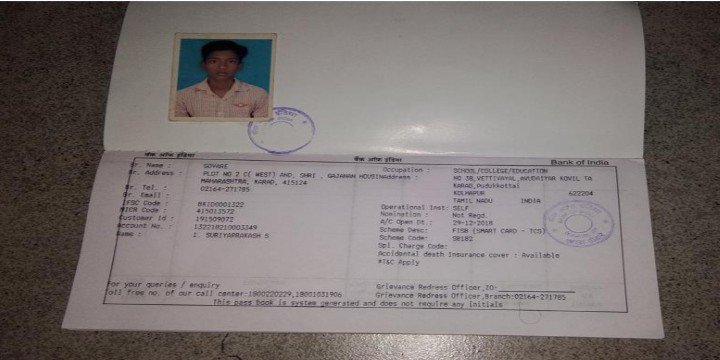 बैंक ऑफ इंडिया बैंक ऑफ इंडिया Bank of India
Br. Name : GOVARE
Br. Address : PLOT NO 2 C( WEST) AND, SHRI . GAJANAN HOUSING
MAHARASHTRA, KARAD, 415124
Br. Tel. : 02164-271785
Br. Email :
IFSC Code : BKID0001322
MICR Code : 415013572
Customer Id : 191509072
Account No. : 132218210003349
Name : 1. SURIYAPRAKASH G
Occupation : SCHOOL/COLLEGE/EDUCATION
Address : NO 38,VETTIVAYAL,AVUDAIYAR KOVIL TA
KARAD,Pudukkottai
KOLHAPUR 622204
TAMIL NADU INDIA
Operational Inst: SELF
Nomination : Not Regd.
A/C Open Dt.: 29-12-2018
Scheme Desc: FISB (SMART CARD - TCS)
Scheme Code: SB182
Spl. Charge Code:
Accidental death Insurance cover : Available
*T&C Apply
For your queries / enquiry
Toll free no. of our call center:1800220229,18001031906
Grievance Redress Officer,ZO:
Grievance Redress Officer,Branch:02164-271785
This pass book is system generated and does not require any initials